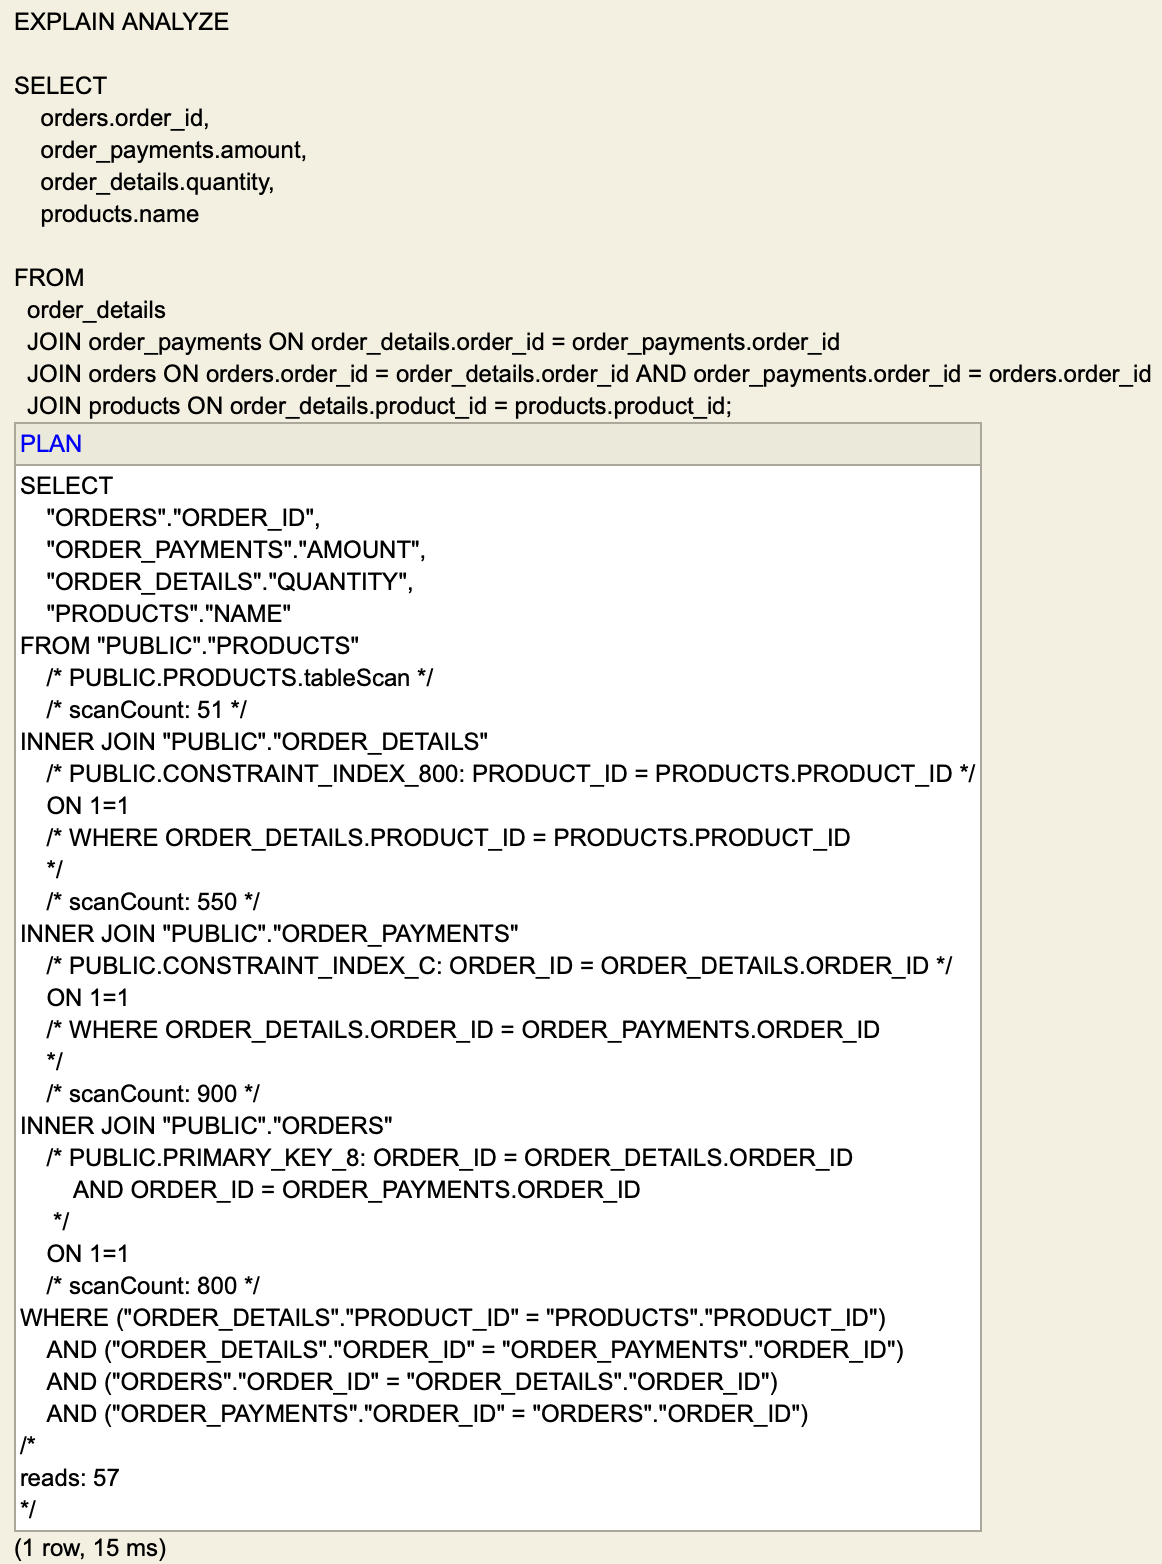 EXPLAIN ANALYZE
SELECT
orders.order_id,
order_payments.amount,
order_details.quantity,
products.name
FROM
order_details
JOIN order_payments ON order_details.order_id = order_payments.order_id
JOIN orders ON orders.order_id = order_details.order_id AND order_payments.order_id = orders.order_id
JOIN products ON order_details.product_id = products.product_id;
PLAN
SELECT
"ORDERS"."ORDER_ID",
"ORDER_PAYMENTS"."AMOUNT",
"ORDER_DETAILS"."QUANTITY",
"PRODUCTS"."NAME"
FROM "PUBLIC"."PRODUCTS"
/* PUBLIC.PRODUCTS.tableScan */
/* scanCount: 51 */
INNER JOIN "PUBLIC"."ORDER_DETAILS"
/* PUBLIC.CONSTRAINT_INDEX_800: PRODUCT_ID = PRODUCTS.PRODUCT_ID */
ON 1=1
/* WHERE ORDER_DETAILS.PRODUCT_ID = PRODUCTS.PRODUCT_ID
*/
/* scanCount: 550 */
INNER JOIN "PUBLIC"."ORDER_PAYMENTS"
/* PUBLIC.CONSTRAINT_INDEX_C: ORDER_ID = ORDER_DETAILS.ORDER_ID */
ON 1=1
/* WHERE ORDER_DETAILS.ORDER_ID = ORDER_PAYMENTS.ORDER_ID
*/
/* scanCount: 900 */
INNER JOIN "PUBLIC"."ORDERS"
/* PUBLIC.PRIMARY_KEY_8: ORDER_ID = ORDER_DETAILS.ORDER_ID
AND ORDER_ID = ORDER_PAYMENTS.ORDER_ID
*/
ON 1=1
/* scanCount: 800 */
WHERE ("ORDER_DETAILS"."PRODUCT_ID" = "PRODUCTS"."PRODUCT_ID")
AND ("ORDER_DETAILS"."ORDER_ID" = "ORDER_PAYMENTS"."ORDER_ID")
AND ("ORDERS"."ORDER_ID" = "ORDER_DETAILS"."ORDER_ID")
AND ("ORDER_PAYMENTS"."ORDER_ID" = "ORDERS"."ORDER_ID")
/*
reads: 57
*/
(1 row, 15 ms)